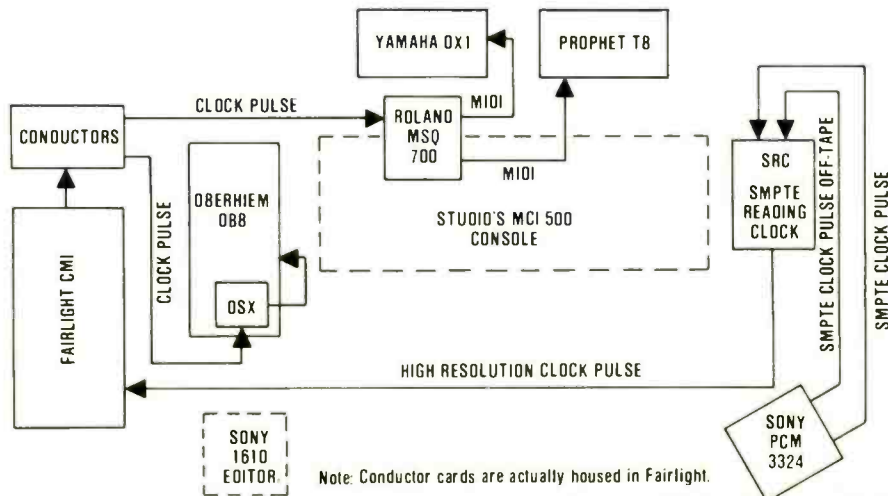 YAMAHA DX1
PROPHET T8
CONDUCTORS
CLOCK PULSE
ROLAND
MSQ
700
MIDI
MIDI
SRC
SMPTE
READING
CLOCK
SMPTE CLOCK PULSE OFF-TAPE
SMPTE CLOCK PULSE
OBERHIEM
OB8
DSX
CLOCK PULSE
STUDIO'S MCI 500
CONSOLE
FAIRLIGHT CMI
HIGH RESOLUTION CLOCK PULSE
SONY
1610
EDITOR
Note: Conductor cards are actually housed in Fairlight.
SONY
PCM
3324